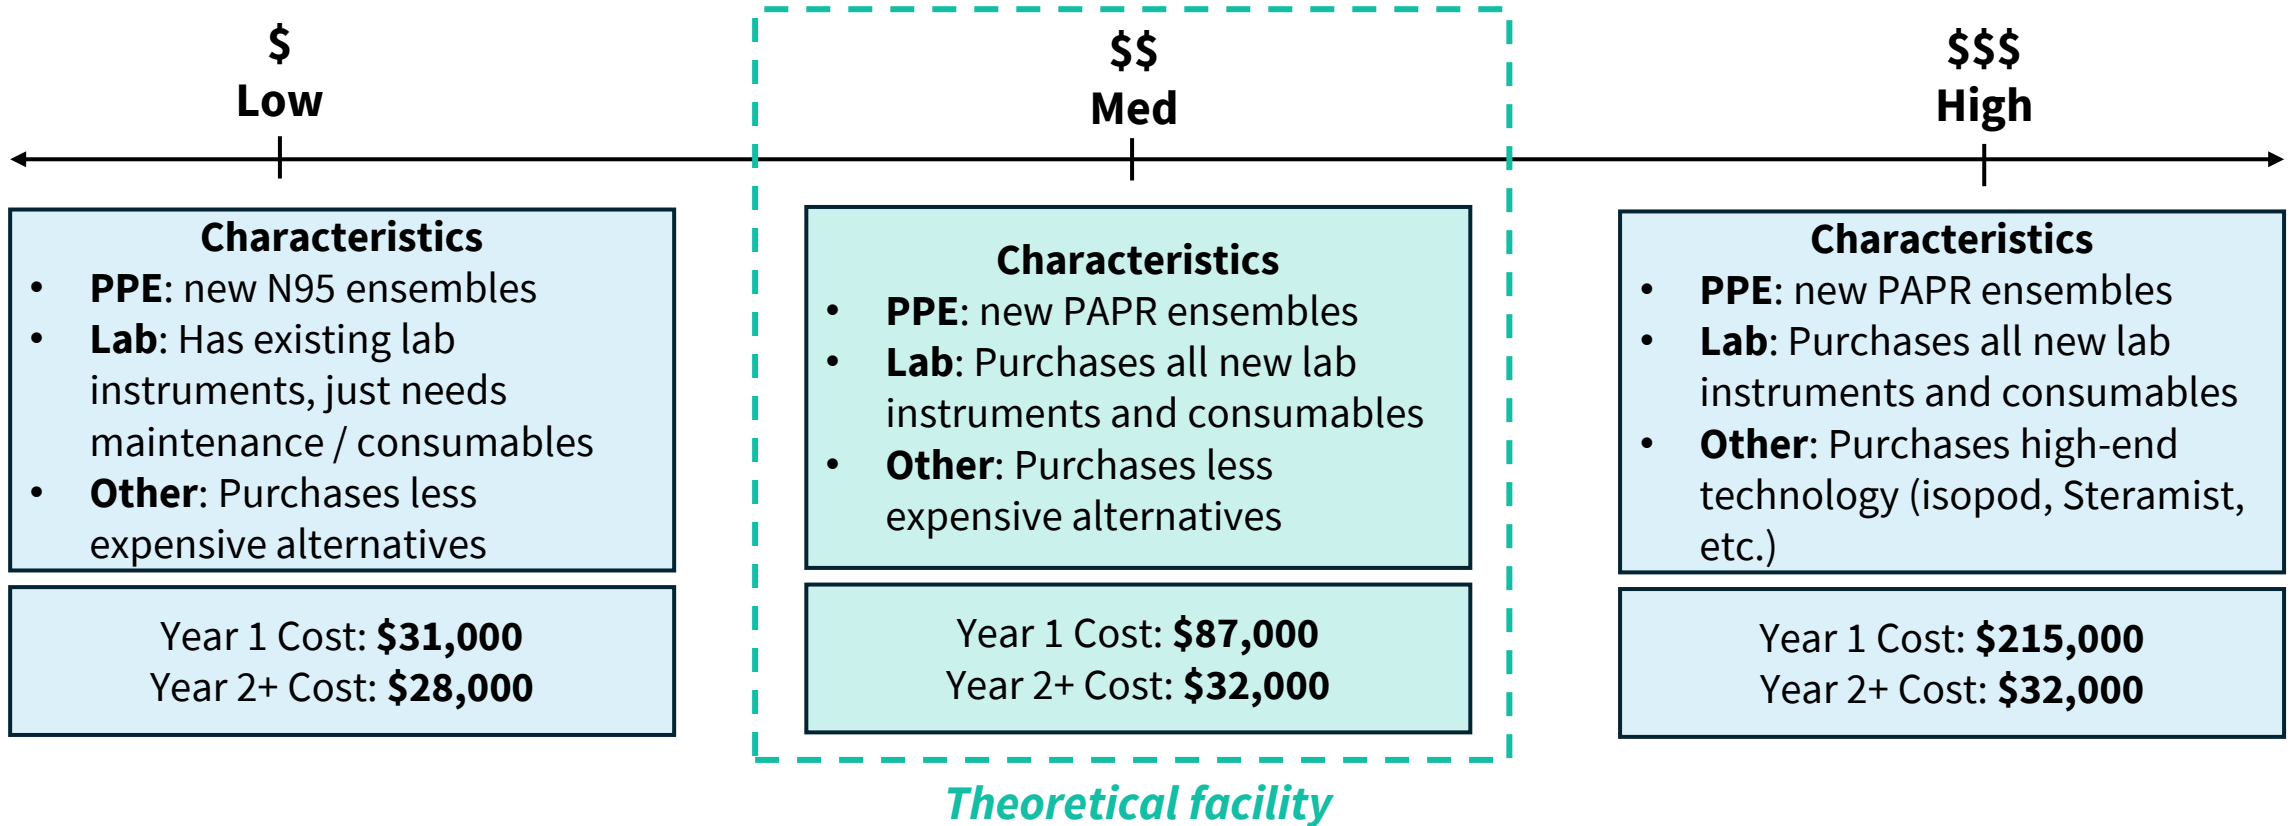 $
Low
$$
Med
$$$
High
Characteristics
• PPE: new N95 ensembles
• Lab: Has existing lab
instruments, just needs
maintenance / consumables
• Other: Purchases less
expensive alternatives
Year 1 Cost: $31,000
Year 2+ Cost: $28,000
Characteristics
• PPE: new PAPR ensembles
• Lab: Purchases all new lab
instruments and consumables
• Other: Purchases less
expensive alternatives
Year 1 Cost: $87,000
Year 2+ Cost: $32,000
Theoretical facility
Characteristics
• PPE: new PAPR ensembles
• Lab: Purchases all new lab
instruments and consumables
• Other: Purchases high-end
technology (isopod, Steramist,
etc.)
Year 1 Cost: $215,000
Year 2+ Cost: $32,000